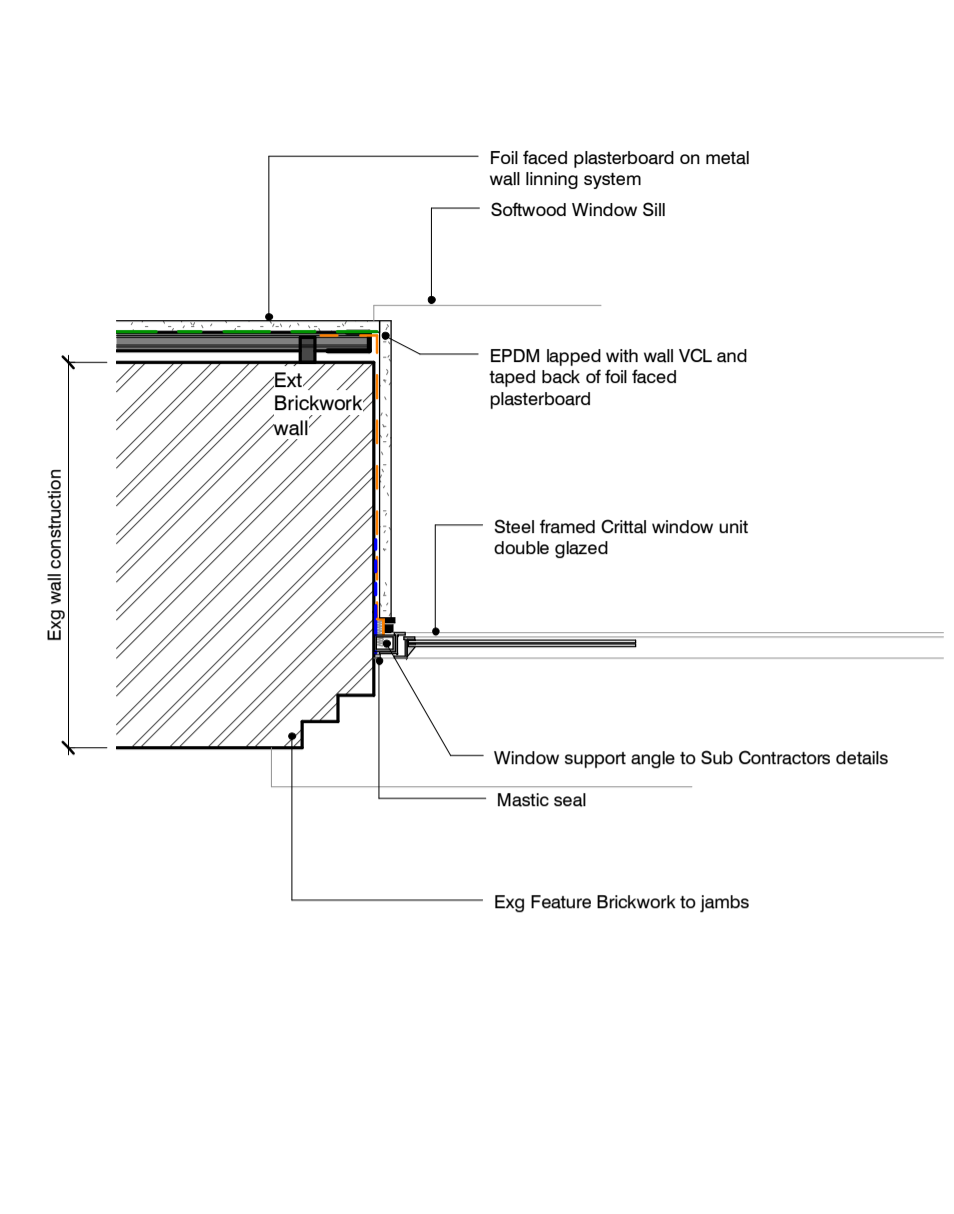 Foil faced plasterboard on metal
wall linning system
Softwood Window Sill
EPDM lapped with wall VCL and
taped back of foil faced
plasterboard
Ext
Brickwork
wall
Exg wall construction
Steel framed Crittal window unit
double glazed
Window support angle to Sub Contractors details
Mastic seal
Exg Feature Brickwork to jambs